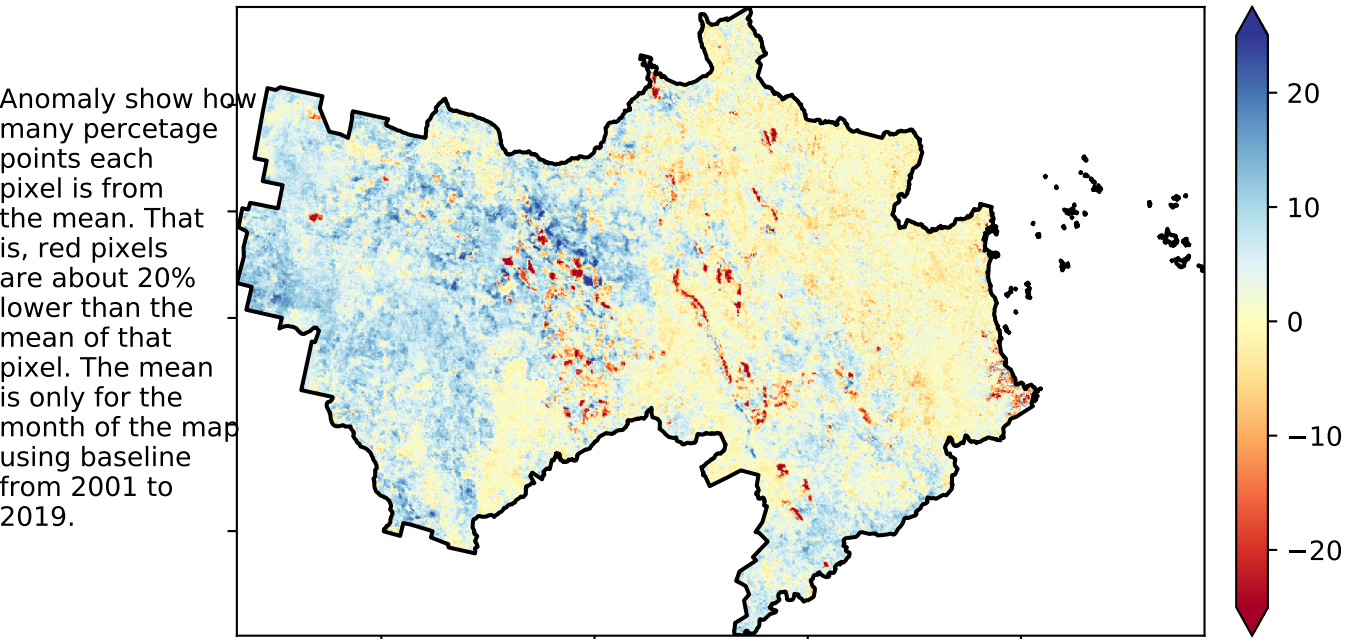 Anomaly show how
many percetage
points each
pixel is from
the mean. That
is, red pixels
are about 20%
lower than the
mean of that
pixel. The mean
is only for the
month of the map
using baseline
from 2001 to
2019.
20
10
0
−10
−20